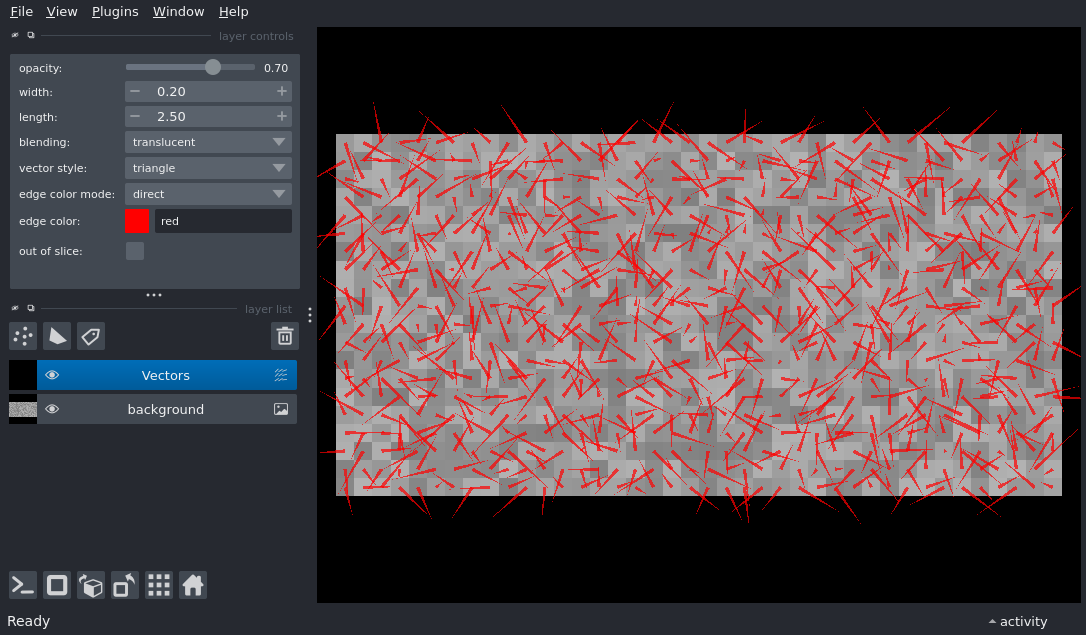 File View Plugins Window Help
layer controls
opacity: 0.70
width: − 0.20 +
length: − 2.50 +
blending: translucent
vector style: triangle
edge color mode: direct
edge color: red
out of slice:
layer list
Vectors
background
Ready
activity